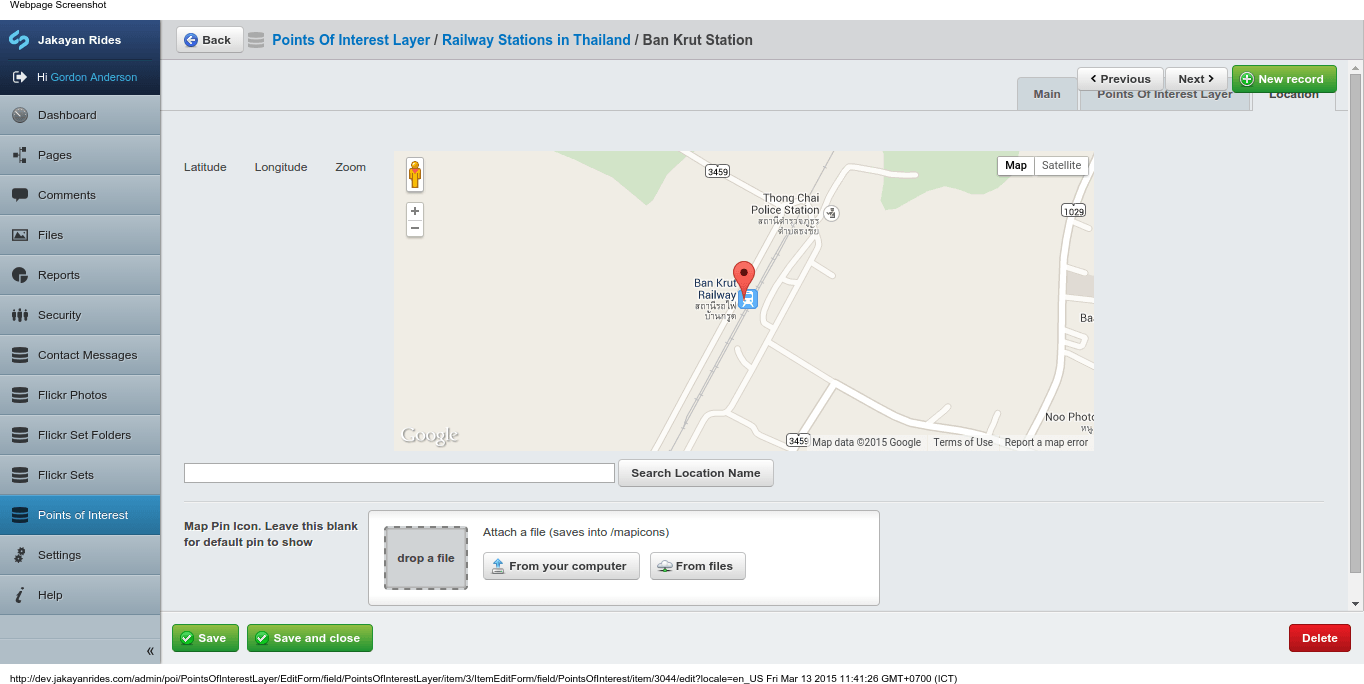 Webpage Screenshot
Jakayan Rides
Back
Points Of Interest Layer / Railway Stations in Thailand / Ban Krut Station
Hi Gordon Anderson
Previous
Next
New record
Main
Points Of Interest Layer
Location
Dashboard
Pages
Comments
Files
Reports
Security
Contact Messages
Flickr Photos
Flickr Set Folders
Flickr Sets
Points of Interest
Settings
Help
«
Latitude
Longitude
Zoom
3459
Map
Satellite
Thong Chai
Police Station
สถานีตำรวจภูธร
ตำบลธงชัย
1029
Ban Krut
Railway
สถานีรถไฟ
บ้านกรูด
Ba
Noo Photo
หนู
Google
3459
Map data ©2015 Google
Terms of Use
Report a map error
Search Location Name
Map Pin Icon. Leave this blank
for default pin to show
drop a file
Attach a file (saves into /mapicons)
From your computer
From files
Save
Save and close
Delete
http://dev.jakayanrides.com/admin/poi/PointsOfInterestLayer/EditForm/field/PointsOfInterestLayer/item/3/ItemEditForm/field/PointsOfInterest/item/3044/edit?locale=en_US Fri Mar 13 2015 11:41:26 GMT+0700 (ICT)